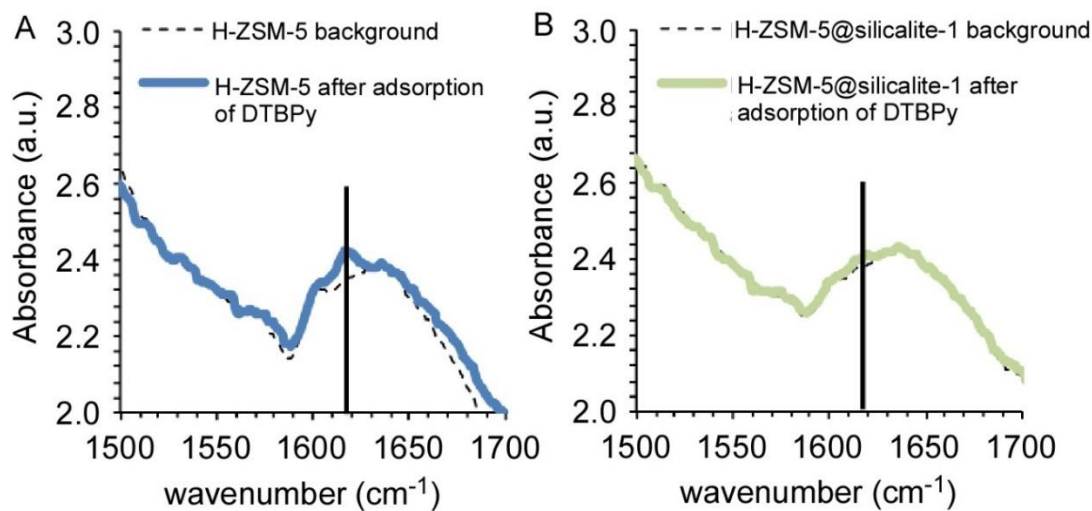 A
H-ZSM-5 background
H-ZSM-5 after adsorption
of DTBPy
Absorbance (a.u.)
3.0
2.8
2.6
2.4
2.2
2.0
1500 1550 1600 1650 1700
wavenumber (cm⁻¹)
B
H-ZSM-5@silicalite-1 background
H-ZSM-5@silicalite-1 after
adsorption of DTBPy
Absorbance (a.u.)
3.0
2.8
2.6
2.4
2.2
2.0
1500 1550 1600 1650 1700
wavenumber (cm⁻¹)